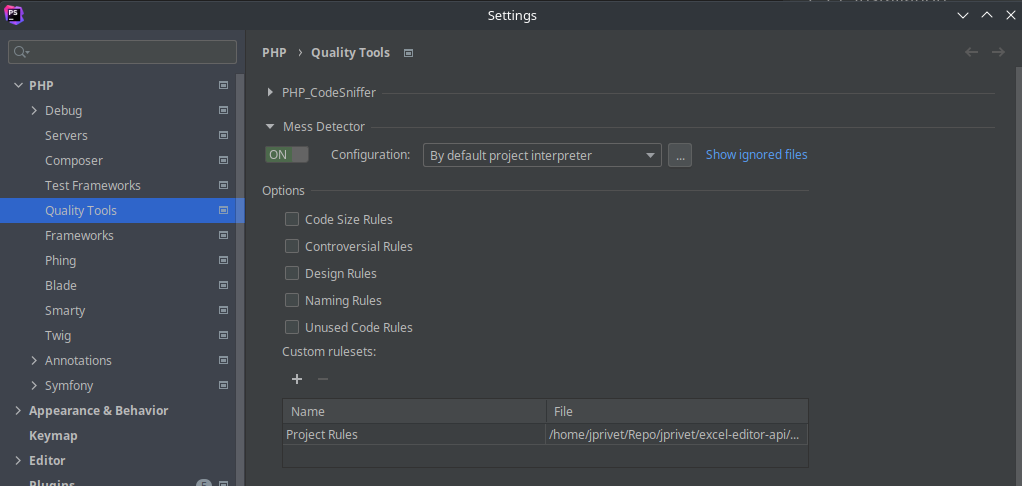 PS
Settings
PHP
Debug
Servers
Composer
Test Frameworks
Quality Tools
Frameworks
Phing
Blade
Smarty
Twig
Annotations
Symfony
Appearance & Behavior
Keymap
Editor
Plugins
5
PHP › Quality Tools
PHP_CodeSniffer
Mess Detector
ON Configuration: By default project interpreter ... Show ignored files
Options
Code Size Rules
Controversial Rules
Design Rules
Naming Rules
Unused Code Rules
Custom rulesets:
+ −
Name File
Project Rules /home/jprivet/Repo/jprivet/excel-editor-api/...